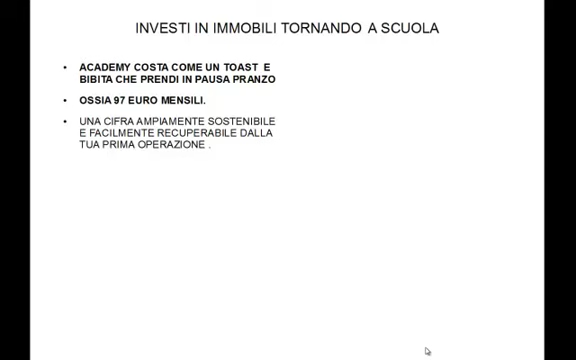 INVESTI IN IMMOBILI TORNANDO A SCUOLA
• ACADEMY COSTA COME UN TOAST E
BIBITA CHE PRENDI IN PAUSA PRANZO
• OSSIA 97 EURO MENSILI.
• UNA CIFRA AMPIAMENTE SOSTENIBILE
E FACILMENTE RECUPERABILE DALLA
TUA PRIMA OPERAZIONE .